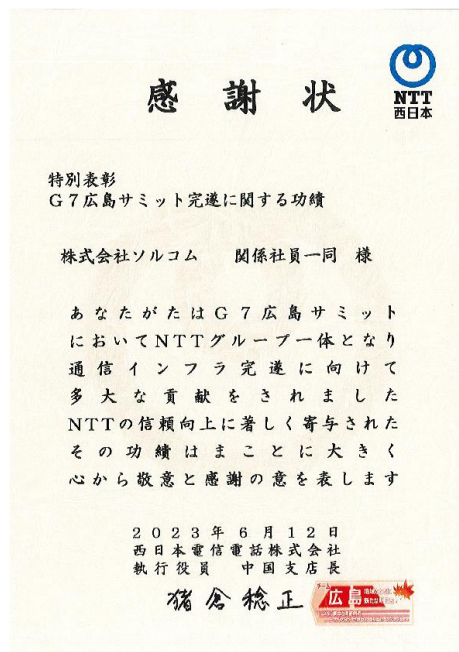 NTT
西日本
感謝状
特別表彰
G7広島サミット完遂に関する功績
株式会社ソルコム 関係社員一同 様
あなたがたはG7広島サミット
においてNTTグループ一体となり
通信インフラ完遂に向けて
多大な貢献をされました
NTTの信頼向上に著しく寄与された
その功績はまことに大きく
心から敬意と感謝の意を表します
2023年6月12日
西日本電信電話株式会社
執行役員 中国支店長
猪倉稔正
広島